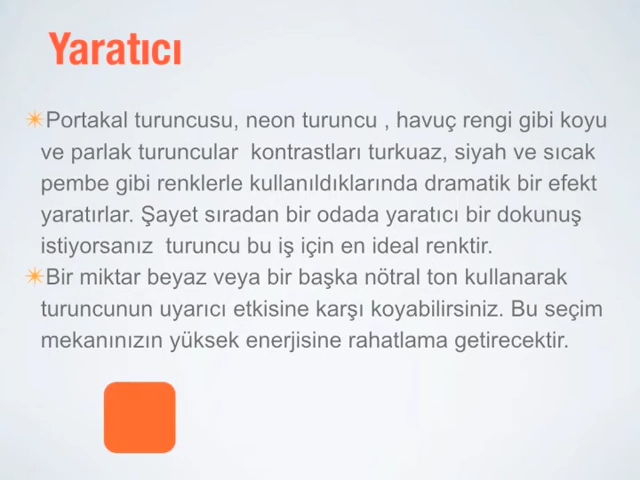 Yaratıcı
Portakal turuncusu, neon turuncu , havuç rengi gibi koyu
ve parlak turuncular  kontrastları turkuaz, siyah ve sıcak
pembe gibi renklerle kullanıldıklarında dramatik bir efekt
yaratırlar. Şayet sıradan bir odada yaratıcı bir dokunuş
istiyorsanız  turuncu bu iş için en ideal renktir.
Bir miktar beyaz veya bir başka nötral ton kullanarak
turuncunun uyarıcı etkisine karşı koyabilirsiniz. Bu seçim
mekanınızın yüksek enerjisine rahatlama getirecektir.